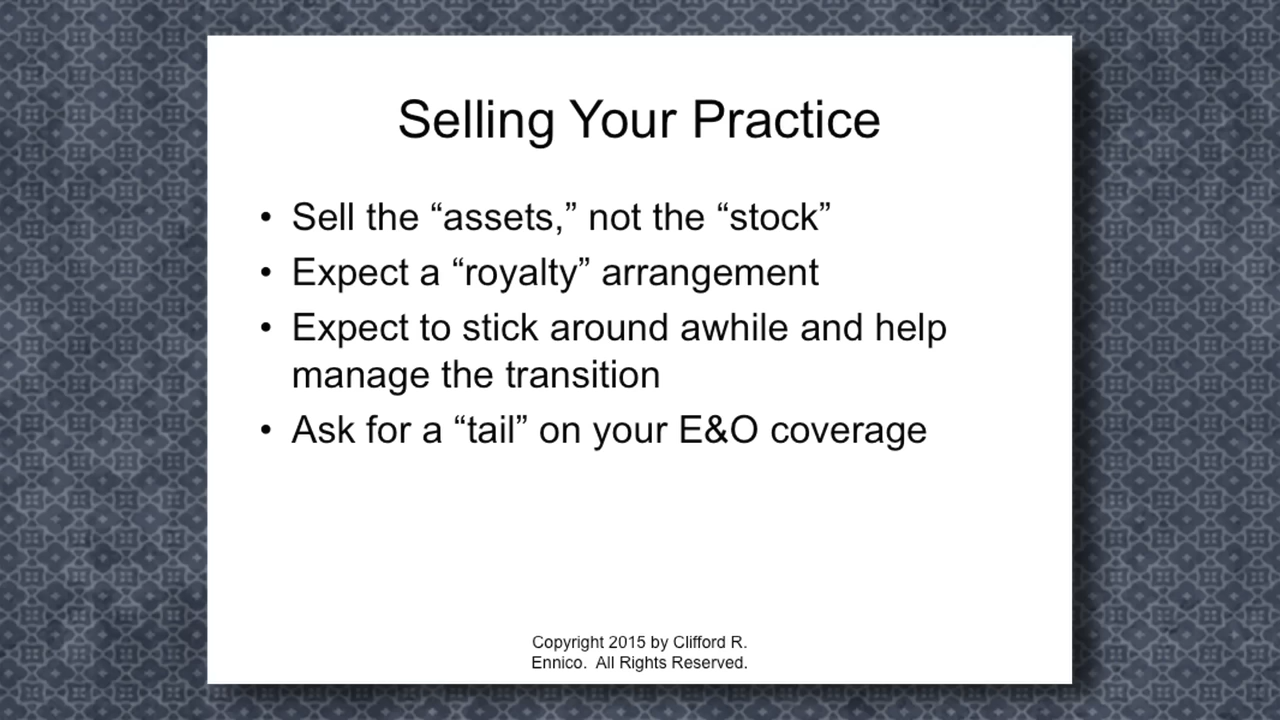 Selling Your Practice
• Sell the “assets,” not the “stock”
• Expect a “royalty” arrangement
• Expect to stick around awhile and help
manage the transition
• Ask for a “tail” on your E&O coverage
Copyright 2015 by Clifford R.
Ennico.  All Rights Reserved.